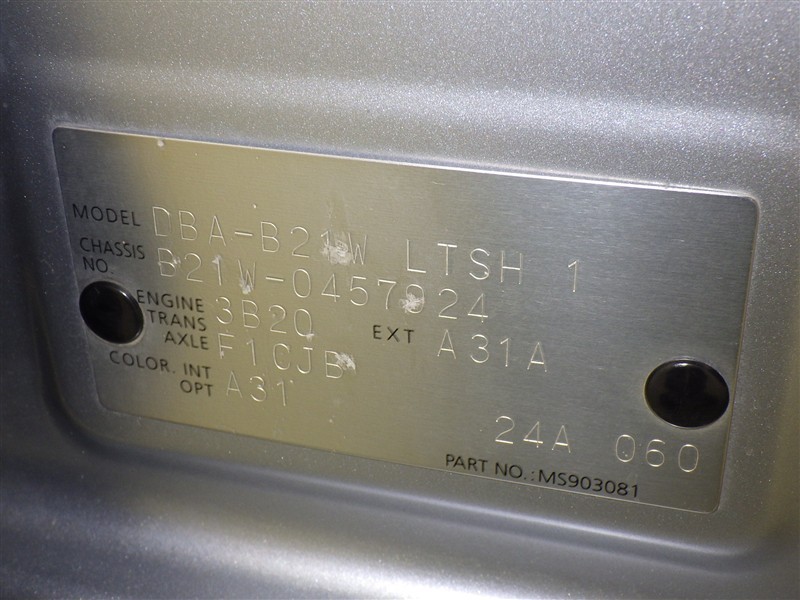 MODEL DBA-B21W LTSH 1
CHASSIS NO. B21W-0457924
ENGINE 3B20
TRANS AXLE F1CJB EXT A31A
COLOR. INT OPT A31
24A 060
PART NO.: MS903081